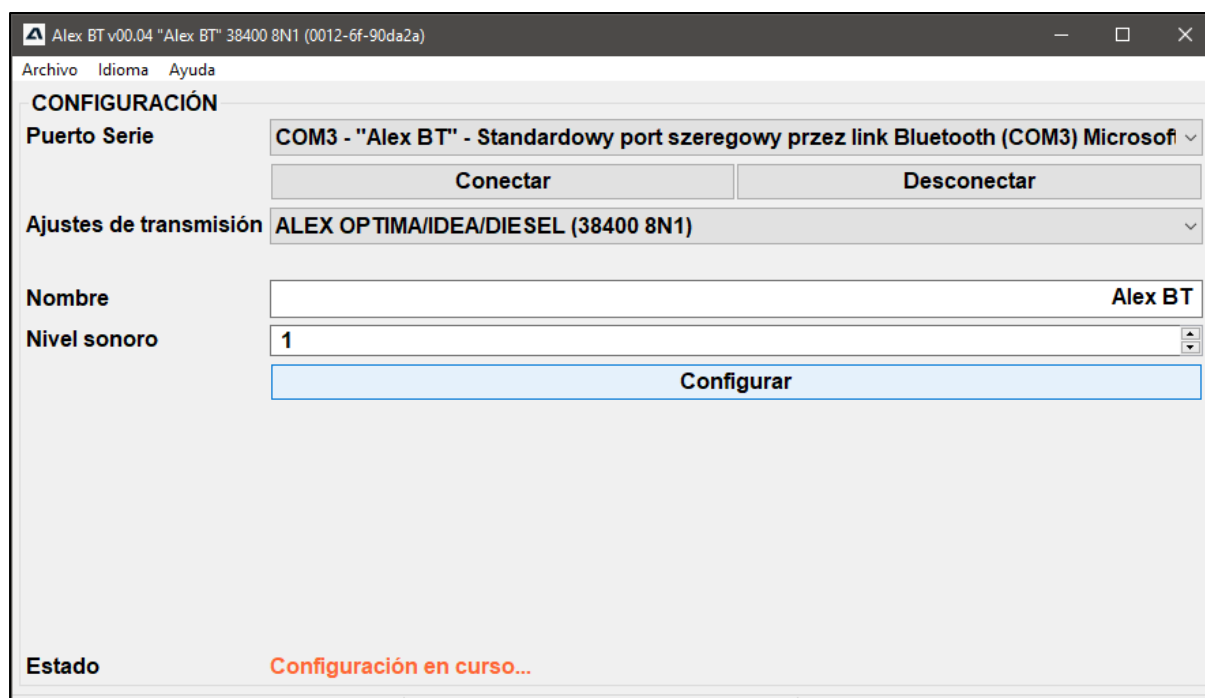 Alex BT v00.04 "Alex BT" 38400 8N1 (0012-6f-90da2a)
Archivo Idioma Ayuda
CONFIGURACIÓN
Puerto Serie COM3 - "Alex BT" - Standardowy port szeregowy przez link Bluetooth (COM3) Microsoft
Conectar Desconectar
Ajustes de transmisión ALEX OPTIMA/IDEA/DIESEL (38400 8N1)
Nombre Alex BT
Nivel sonoro 1
Configurar
Estado Configuración en curso...